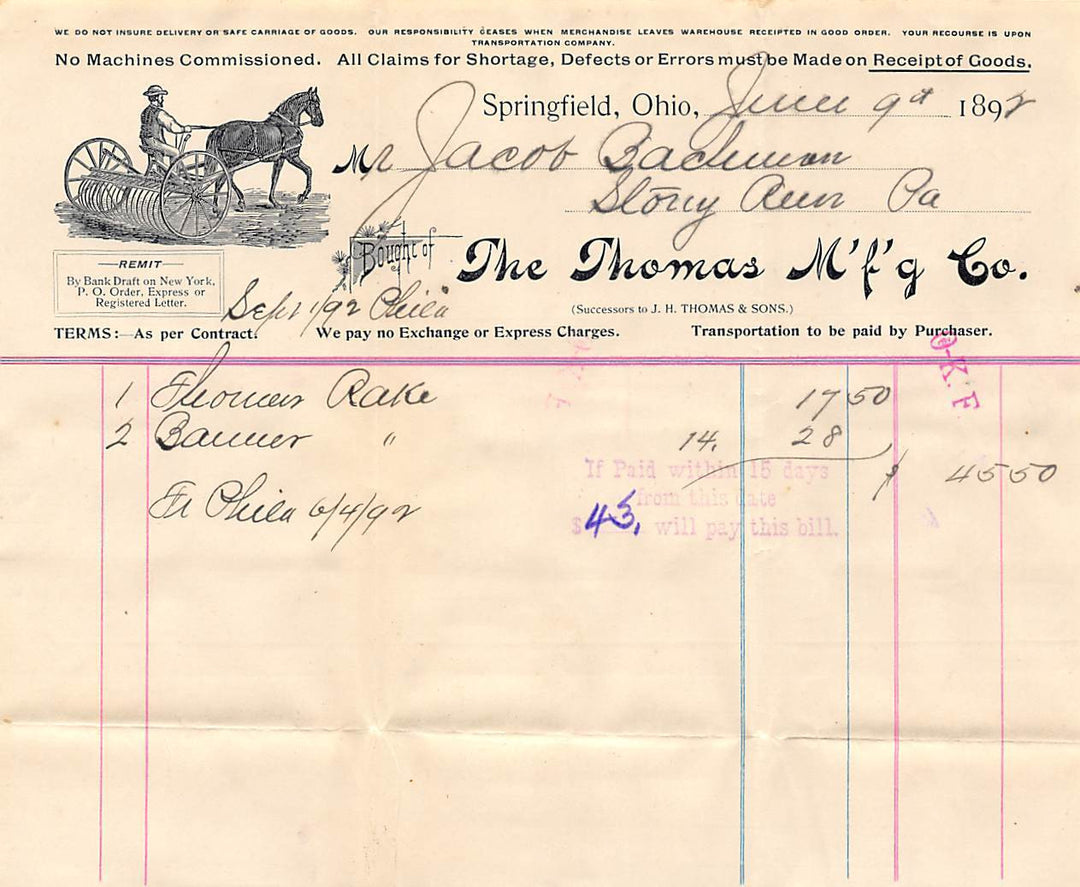 WE DO NOT INSURE DELIVERY OR SAFE CARRIAGE OF GOODS. OUR RESPONSIBILITY CEASES WHEN MERCHANDISE LEAVES WAREHOUSE RECEIPTED IN GOOD ORDER. YOUR RECOURSE IS UPON
TRANSPORTATION COMPANY.
No Machines Commissioned. All Claims for Shortage, Defects or Errors must be Made on Receipt of Goods.
Springfield, Ohio, June 9th 1892
Mr Jacob Bachman
Stony Run Pa
Bought of The Thomas M'f'g Co.
(Successors to J. H. THOMAS & SONS.)
REMIT
By Bank Draft on New York,
P. O. Order, Express or
Registered Letter.
Sept 1/92 Phila
TERMS:—As per Contract. We pay no Exchange or Express Charges. Transportation to be paid by Purchaser.
O.K. F
1 Thomas Rake 17 50
2 Banner " 14. 28
$ 45 50
If Paid within 15 days
from this date
$43. will pay this bill.
Fr Phila 6/4/92